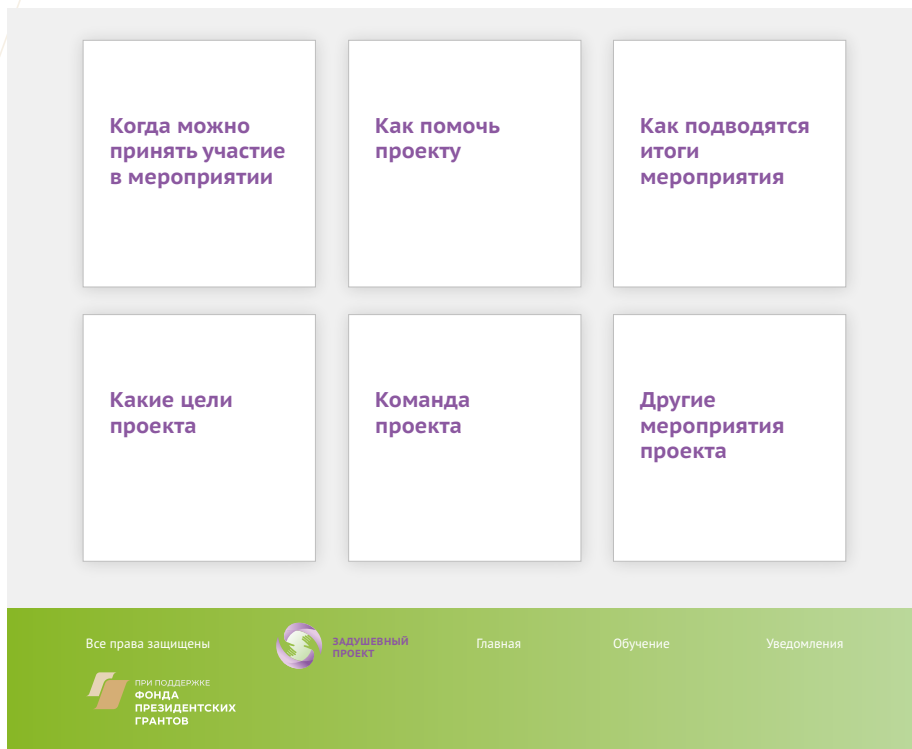 Когда можно
принять участие
в мероприятии
Как помочь
проекту
Как подводятся
итоги
мероприятия
Какие цели
проекта
Команда
проекта
Другие
мероприятия
проекта
Все права защищены
ЗАДУШЕВНЫЙ
ПРОЕКТ
Главная
Обучение
Уведомления
ПРИ ПОДДЕРЖКЕ
ФОНДА
ПРЕЗИДЕНТСКИХ
ГРАНТОВ